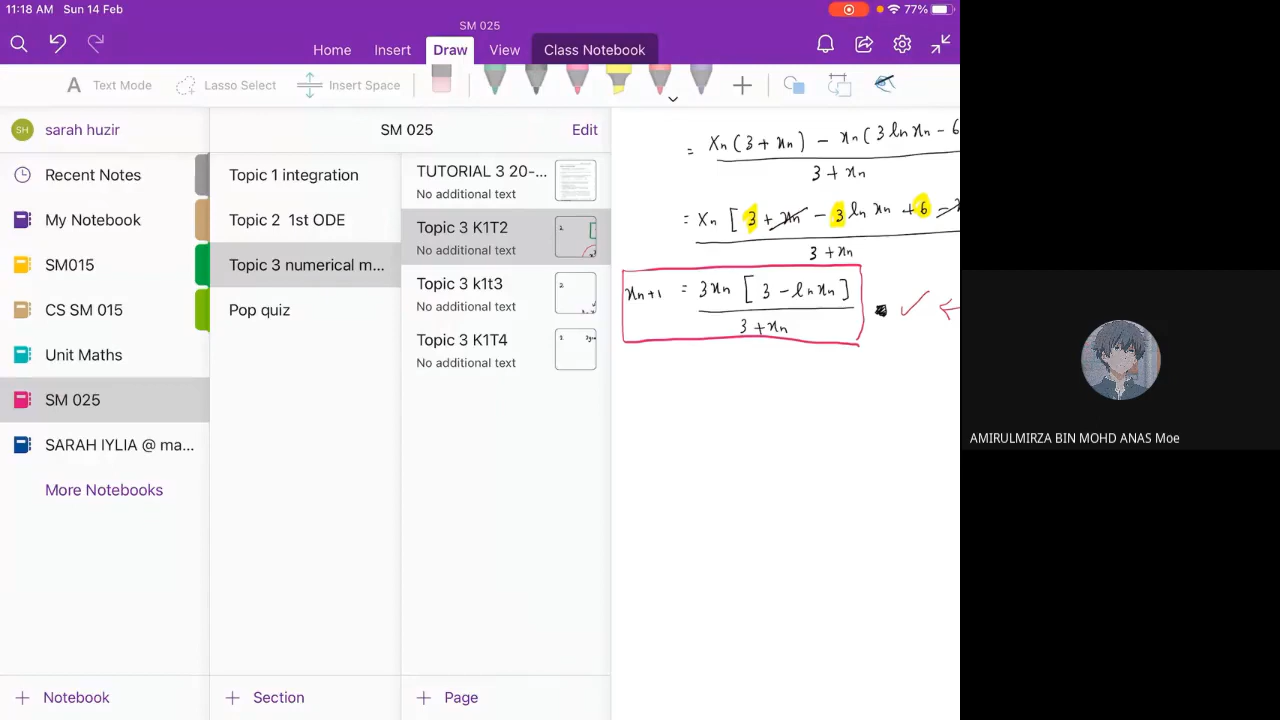 11:18 AM Sun 14 Feb
77%
SM 025
Home Insert Draw View Class Notebook
A Text Mode Lasso Select Insert Space
SH sarah huzir
Recent Notes
My Notebook
SM015
CS SM 015
Unit Maths
SM 025
SARAH IYLIA @ ma...
More Notebooks
+ Notebook
SM 025 Edit
Topic 1 integration
Topic 2 1st ODE
Topic 3 numerical m...
Pop quiz
+ Section
TUTORIAL 3 20-...
No additional text
Topic 3 K1T2
No additional text
Topic 3 k1t3
No additional text
Topic 3 K1T4
No additional text
+ Page
= xn (3 + xn) - xn (3 ln xn - 6
3 + xn
= xn [ 3 + xn - 3 ln xn + 6 - x
3 + xn
xn+1 = 3xn [ 3 - ln xn ]
3 + xn
AMIRULMIRZA BIN MOHD ANAS Moe